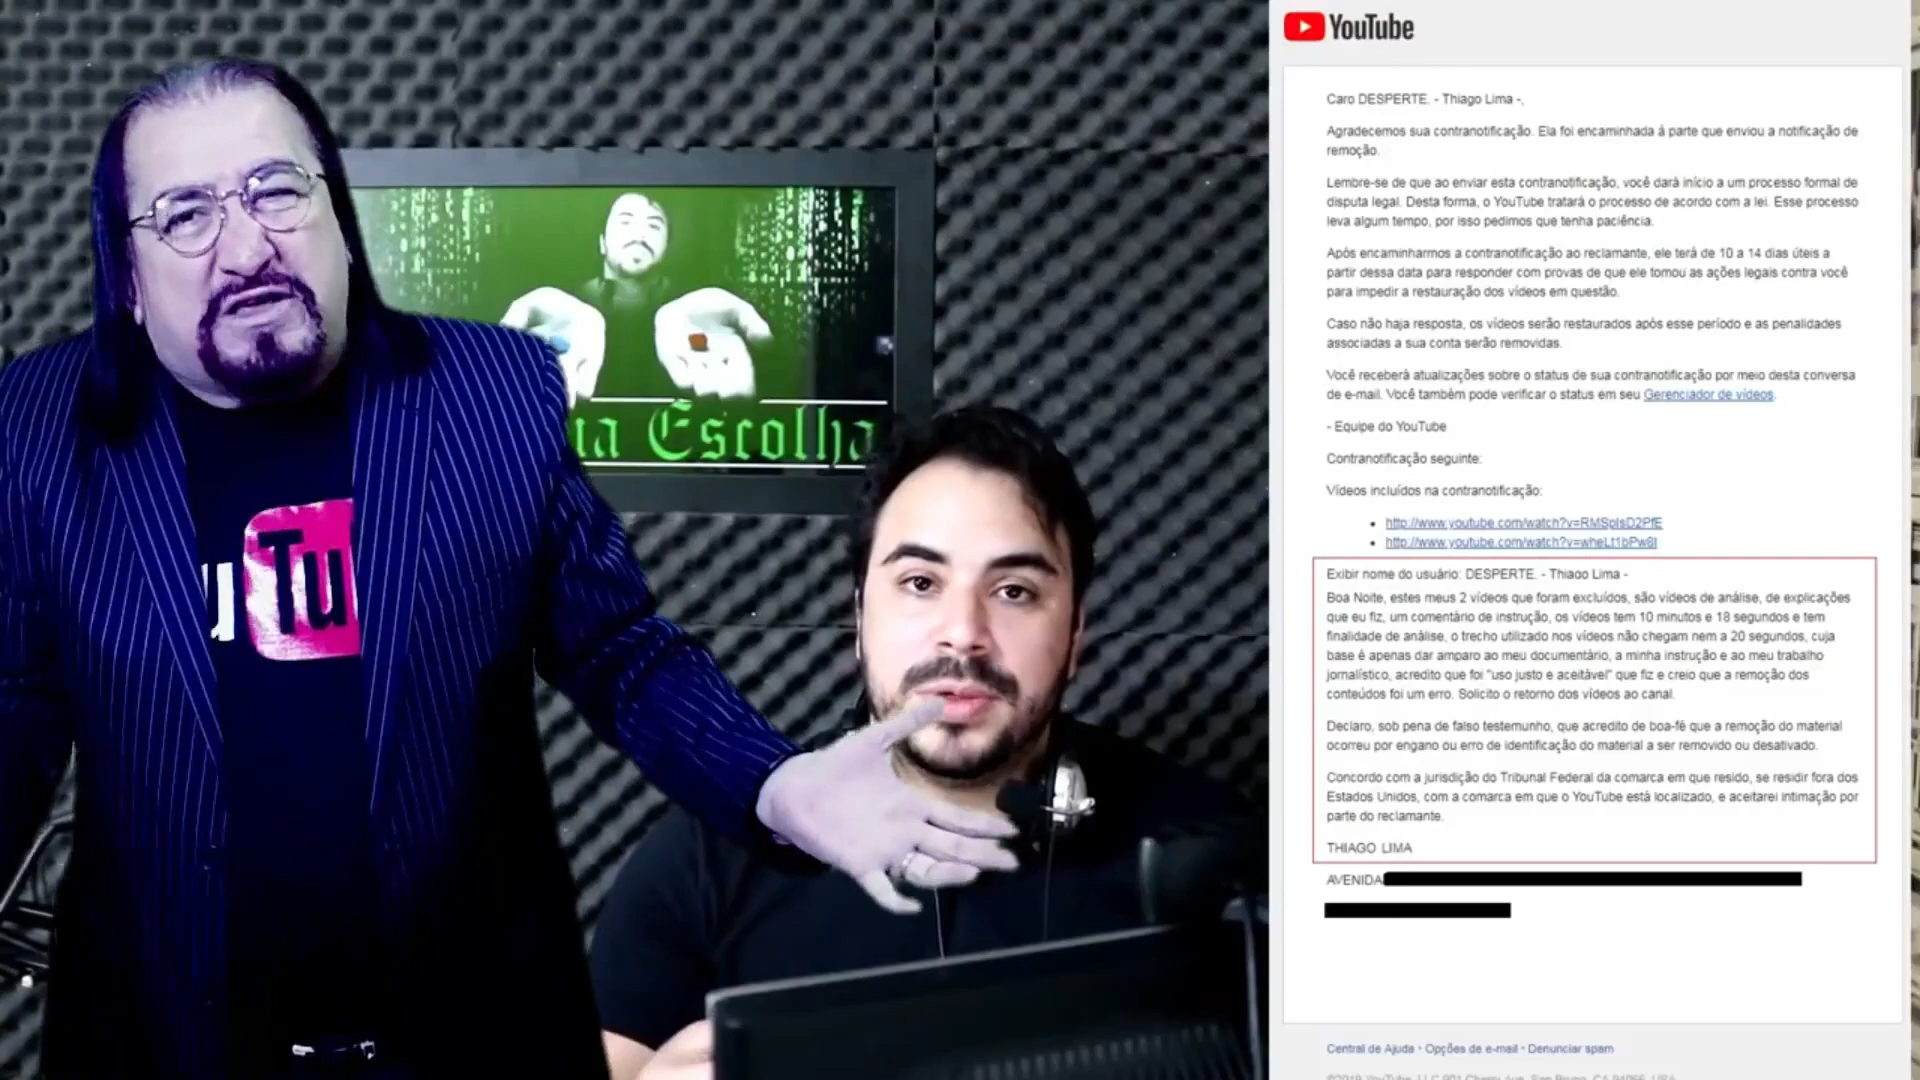 YouTube
Caro DESPERTE. - Thiago Lima -,
Agradecemos sua contranotificação. Ela foi encaminhada à parte que enviou a notificação de
remoção.
Lembre-se de que ao enviar esta contranotificação, você dará início a um processo formal de
disputa legal. Desta forma, o YouTube tratará o processo de acordo com a lei. Esse processo
leva algum tempo, por isso pedimos que tenha paciência.
Após encaminharmos a contranotificação ao reclamante, ele terá de 10 a 14 dias úteis a
partir dessa data para responder com provas de que ele tomou as ações legais contra você
para impedir a restauração dos vídeos em questão.
Caso não haja resposta, os vídeos serão restaurados após esse período e as penalidades
associadas a sua conta serão removidas.
Você receberá atualizações sobre o status de sua contranotificação por meio desta conversa
de e-mail. Você também pode verificar o status em seu Gerenciador de vídeos.
- Equipe do YouTube
Contranotificação seguinte:
Vídeos incluídos na contranotificação:
http://www.youtube.com/watch?v=RMSplsD2PfE
http://www.youtube.com/watch?v=wheLt1bPw6I
Exibir nome do usuário: DESPERTE. - Thiago Lima -
Boa Noite, estes meus 2 vídeos que foram excluídos, são vídeos de análise, de explicações
que eu fiz, um comentário de instrução, os vídeos tem 10 minutos e 18 segundos e tem
finalidade de análise, o trecho utilizado nos vídeos não chegam nem a 20 segundos, cuja
base é apenas dar amparo ao meu documentário, a minha instrução e ao meu trabalho
jornalístico, acredito que foi "uso justo e aceitável" que fiz e creio que a remoção dos
conteúdos foi um erro. Solicito o retorno dos vídeos ao canal.
Declaro, sob pena de falso testemunho, que acredito de boa-fé que a remoção do material
ocorreu por engano ou erro de identificação do material a ser removido ou desativado.
Concordo com a jurisdição do Tribunal Federal da comarca em que resido, se residir fora dos
Estados Unidos, com a comarca em que o YouTube está localizado, e aceitarei intimação por
parte do reclamante.
THIAGO LIMA
AVENIDA
Central de Ajuda • Opções de e-mail • Denunciar spam
©2019 YouTube, LLC 901 Cherry Ave, San Bruno, CA 94066, USA
na Escolha
uTu